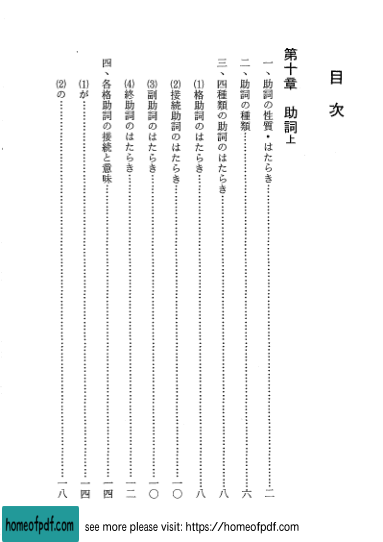 目次
第十章 助詞上
一、助詞の性質・はたらき……………………二
二、助詞の種類……………………六
三、四種類の助詞のはたらき……………………八
(1)格助詞のはたらき……………………八
(2)接続助詞のはたらき……………………一〇
(3)副助詞のはたらき……………………一〇
(4)終助詞のはたらき……………………一二
四、各格助詞の接続と意味……………………一四
(1)が……………………一四
(2)の……………………一八
homeofpdf.com
see more please visit: https://homeofpdf.com